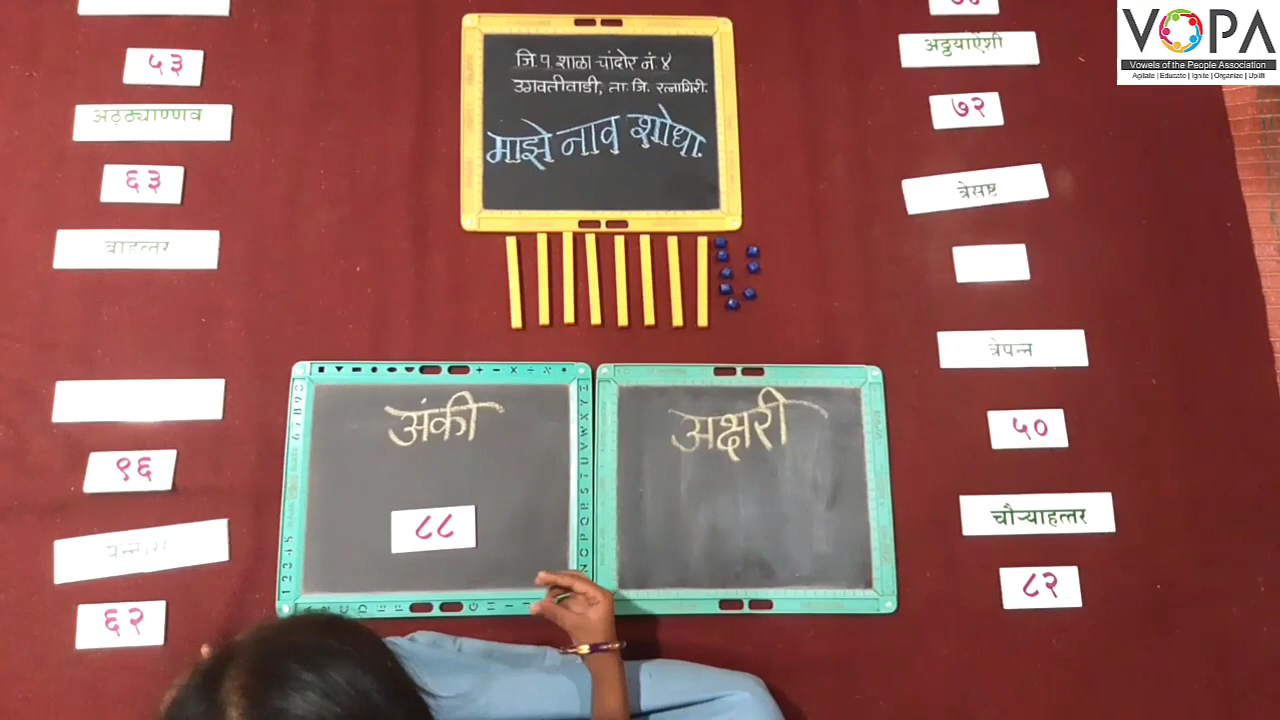 जि.प शाळा चांदोर नं ४
उगवतीवाडी, ता. जि. रत्नागिरी.
माझे नाव शोधा.
५३
अठ्ठ्याण्णव
६३
बाहत्तर
९६
पन्नास
६२
अंकी
८८
अक्षरी
अठ्ठ्याऐंशी
७२
त्रेसष्ट
त्रेपन्न
५०
चौऱ्याहत्तर
८२
VOPA
Vowels of the People Association
Agitate | Educate | Ignite | Organize | Uplift